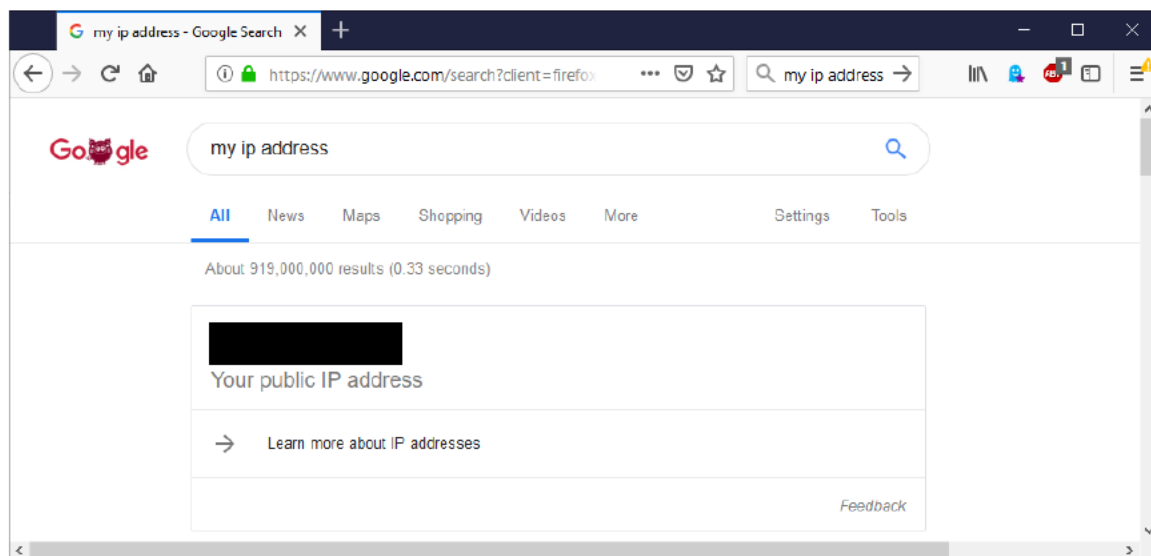 G my ip address - Google Search
https://www.google.com/search?client=firefox
my ip address
Google
my ip address
All News Maps Shopping Videos More Settings Tools
About 919,000,000 results (0.33 seconds)
Your public IP address
Learn more about IP addresses
Feedback